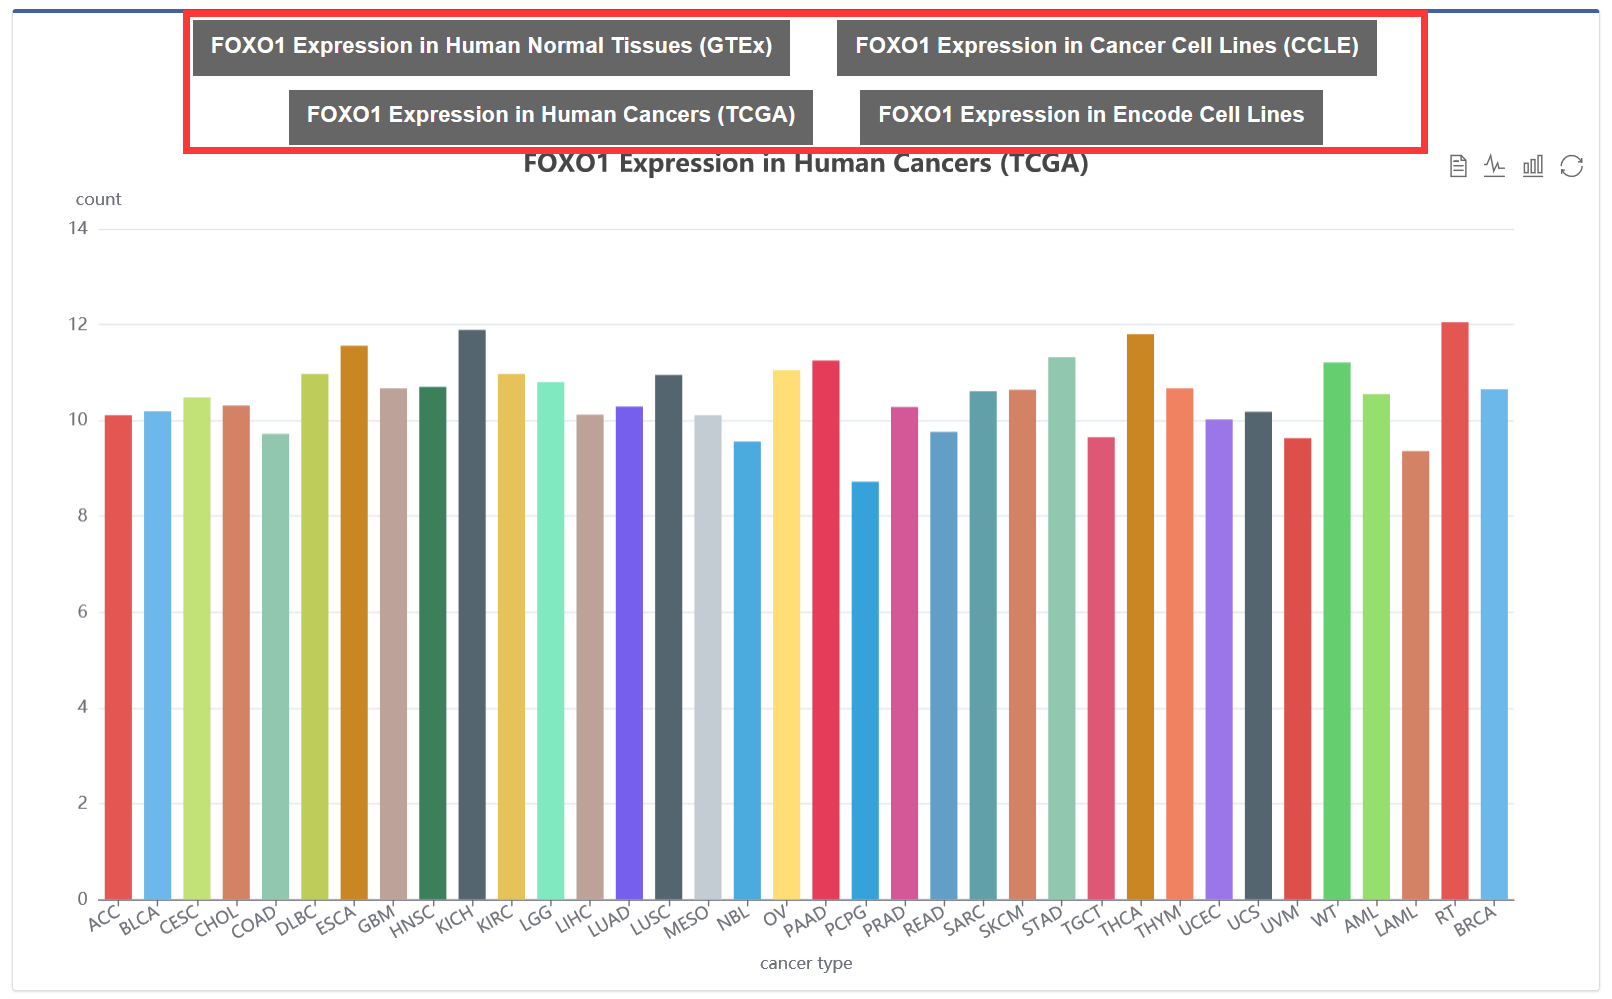 FOXO1 Expression in Human Normal Tissues (GTEx)
FOXO1 Expression in Cancer Cell Lines (CCLE)
FOXO1 Expression in Human Cancers (TCGA)
FOXO1 Expression in Encode Cell Lines
FOXO1 Expression in Human Cancers (TCGA)
count
14
12
10
8
6
4
2
0
ACC
BLCA
CESC
CHOL
COAD
DLBC
ESCA
GBM
HNSC
KICH
KIRC
LGG
LIHC
LUAD
LUSC
MESO
NBL
OV
PAAD
PCPG
PRAD
READ
SARC
SKCM
STAD
TGCT
THCA
THYM
UCEC
UCS
UVM
WT
AML
LAML
RT
BRCA
cancer type